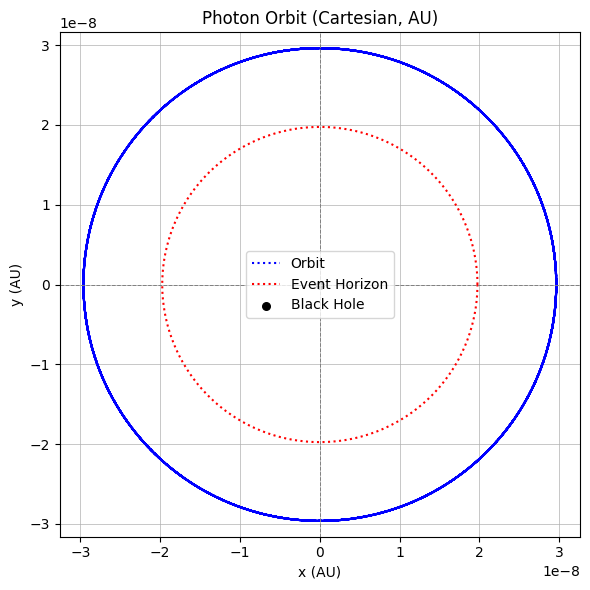 Photon Orbit (Cartesian, AU)
1e−8
3
2
1
0
−1
−2
−3
y (AU)
Orbit
Event Horizon
Black Hole
−3
−2
−1
0
1
2
3
1e−8
x (AU)